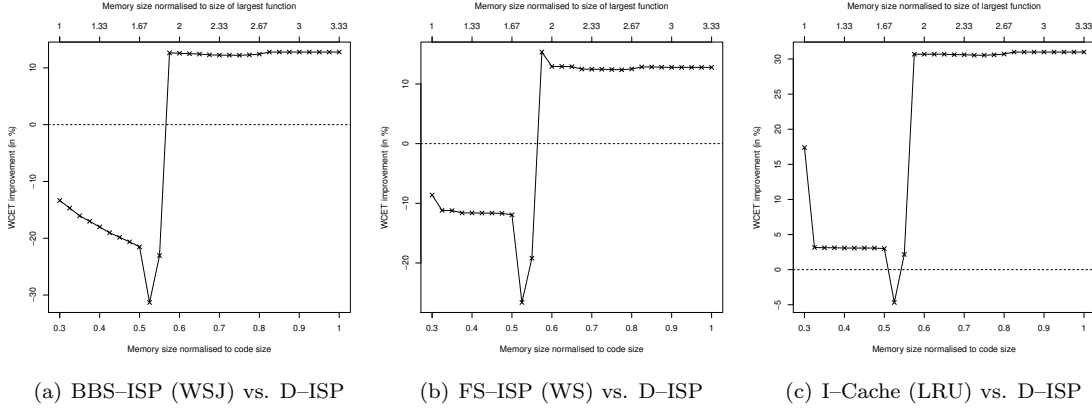 Memory size normalised to size of largest function
1 1.33 1.67 2 2.33 2.67 3 3.33
WCET improvement (in %)
10
0
−10
−20
−30
0.3 0.4 0.5 0.6 0.7 0.8 0.9 1
Memory size normalised to code size
(a) BBS–ISP (WSJ) vs. D–ISP
Memory size normalised to size of largest function
1 1.33 1.67 2 2.33 2.67 3 3.33
WCET improvement (in %)
10
0
−10
−20
0.3 0.4 0.5 0.6 0.7 0.8 0.9 1
Memory size normalised to code size
(b) FS–ISP (WS) vs. D–ISP
Memory size normalised to size of largest function
1 1.33 1.67 2 2.33 2.67 3 3.33
WCET improvement (in %)
30
25
20
15
10
5
0
−5
0.3 0.4 0.5 0.6 0.7 0.8 0.9 1
Memory size normalised to code size
(c) I–Cache (LRU) vs. D–ISP